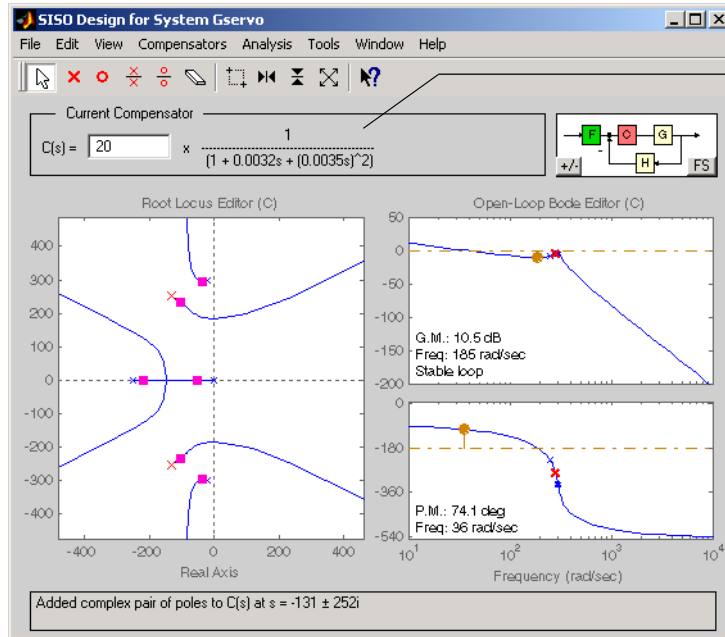 SISO Design for System Gservo
File Edit View Compensators Analysis Tools Window Help
Current Compensator
C(s) = 20 x 1
(1 + 0.0032s + (0.0035s)^2)
F C G
H
+/- FS
Root Locus Editor (C)
400
300
200
100
0
-100
-200
-300
-400
-400 -200 0 200 400
Real Axis
Open-Loop Bode Editor (C)
50
0
-50
-100
-150
-200
G.M.: 10.5 dB
Freq: 185 rad/sec
Stable loop
0
-180
-360
-540
P.M.: 74.1 deg
Freq: 36 rad/sec
10^1 10^2 10^3 10^4
Frequency (rad/sec)
Added complex pair of poles to C(s) at s = -131 ± 252i